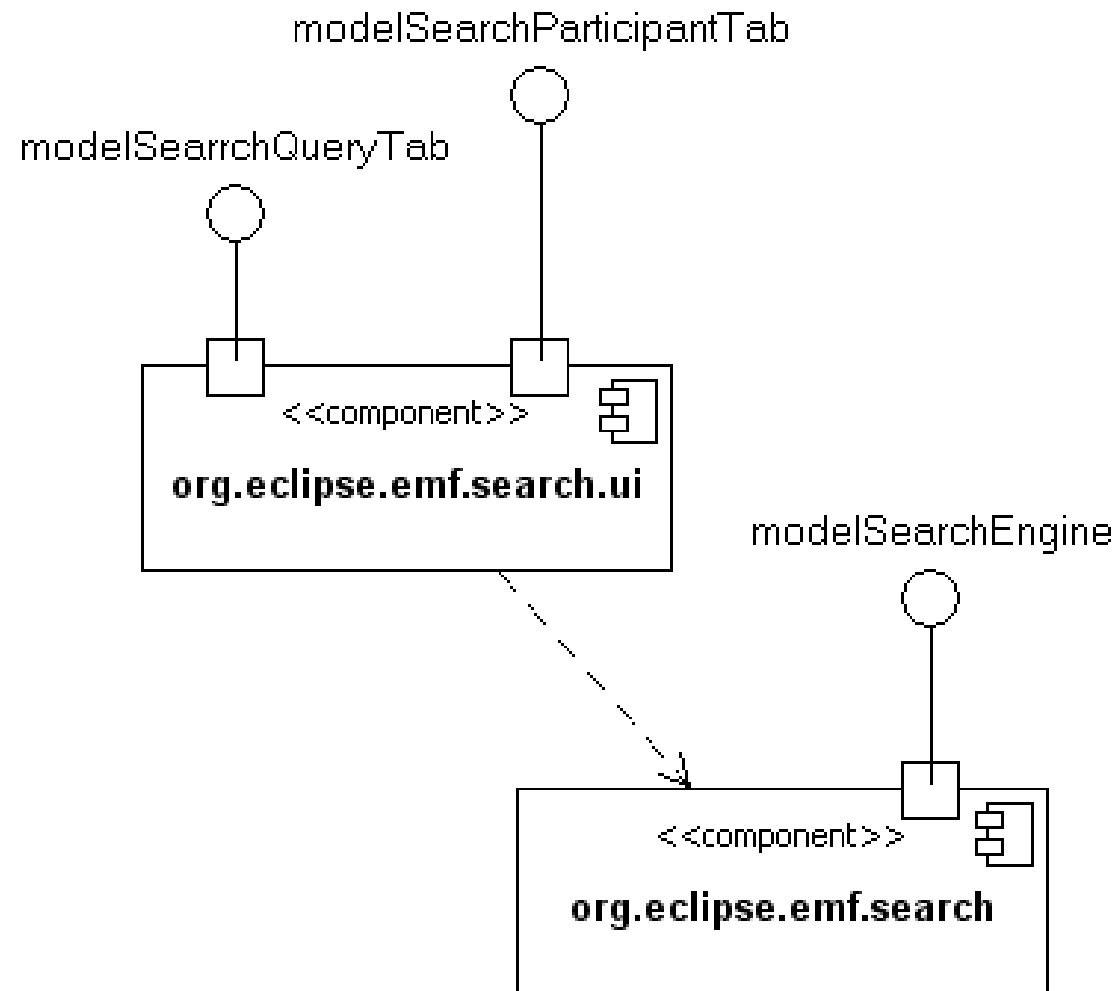 modelSearchParticipantTab
modelSearrchQueryTab
<<component>>
org.eclipse.emf.search.ui
modelSearchEngine
<<component>>
org.eclipse.emf.search